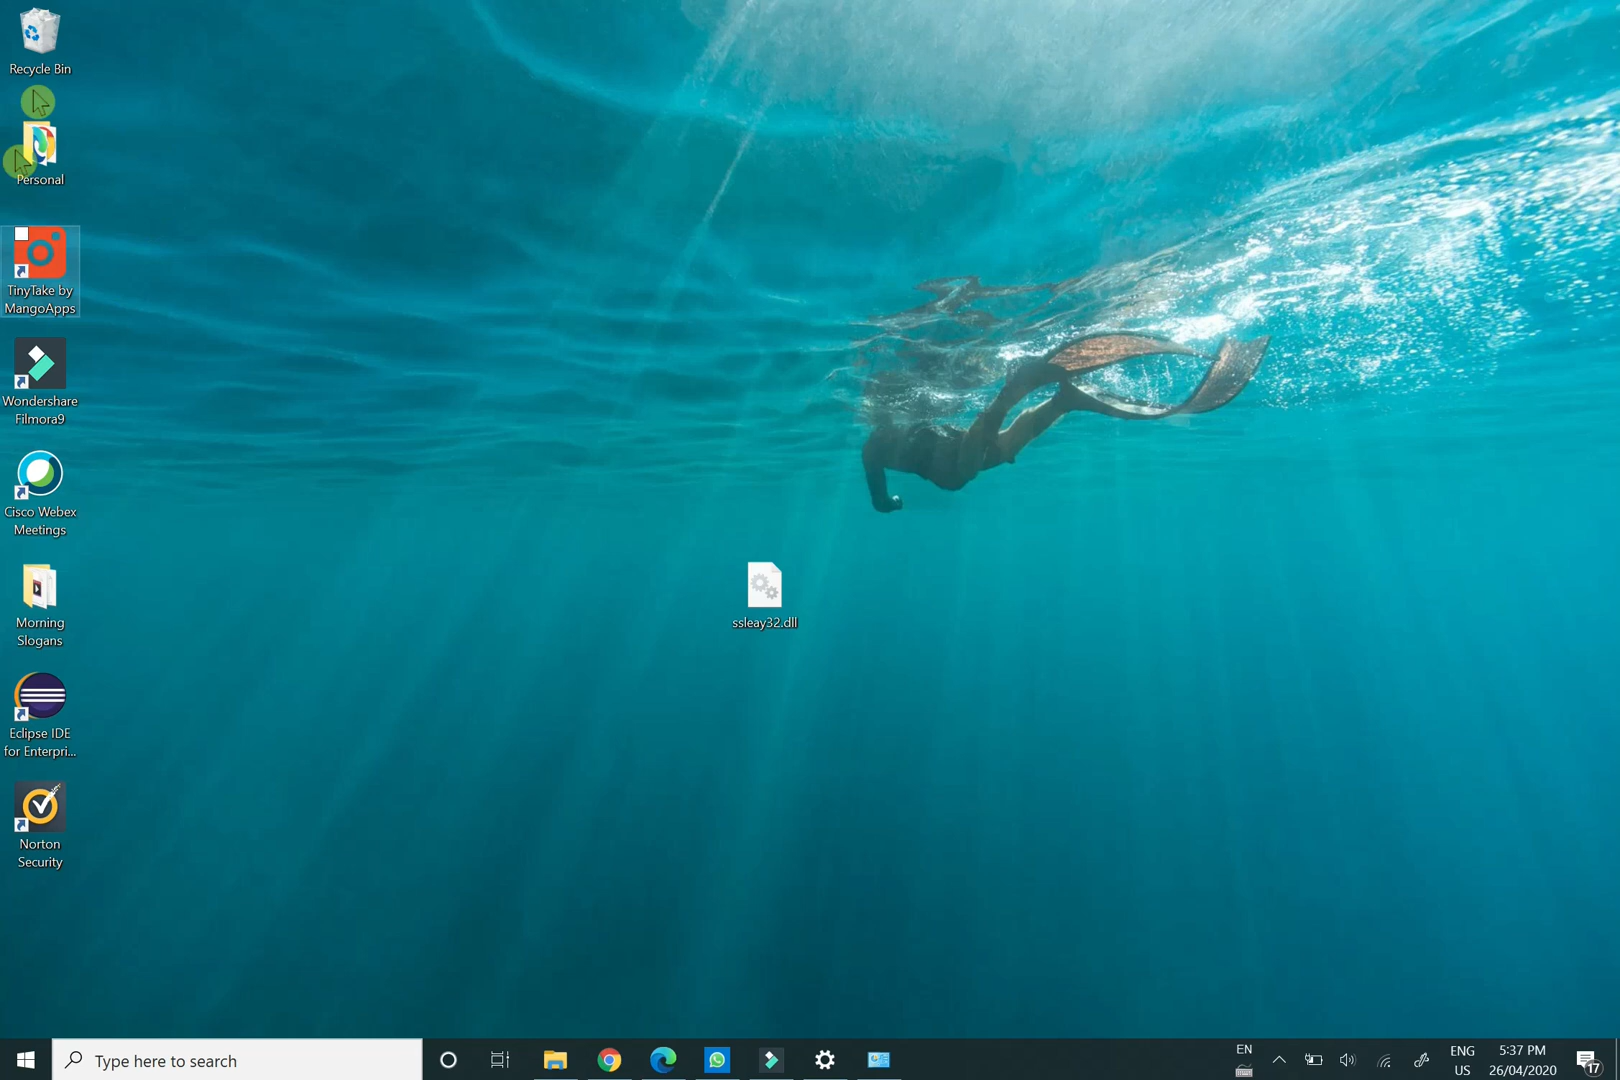 Recycle Bin
Personal
TinyTake by
MangoApps
Wondershare
Filmora9
Cisco Webex
Meetings
Morning
Slogans
Eclipse IDE
for Enterpri...
Norton
Security
ssleay32.dll
Type here to search
EN
ENG
US
5:37 PM
26/04/2020
17